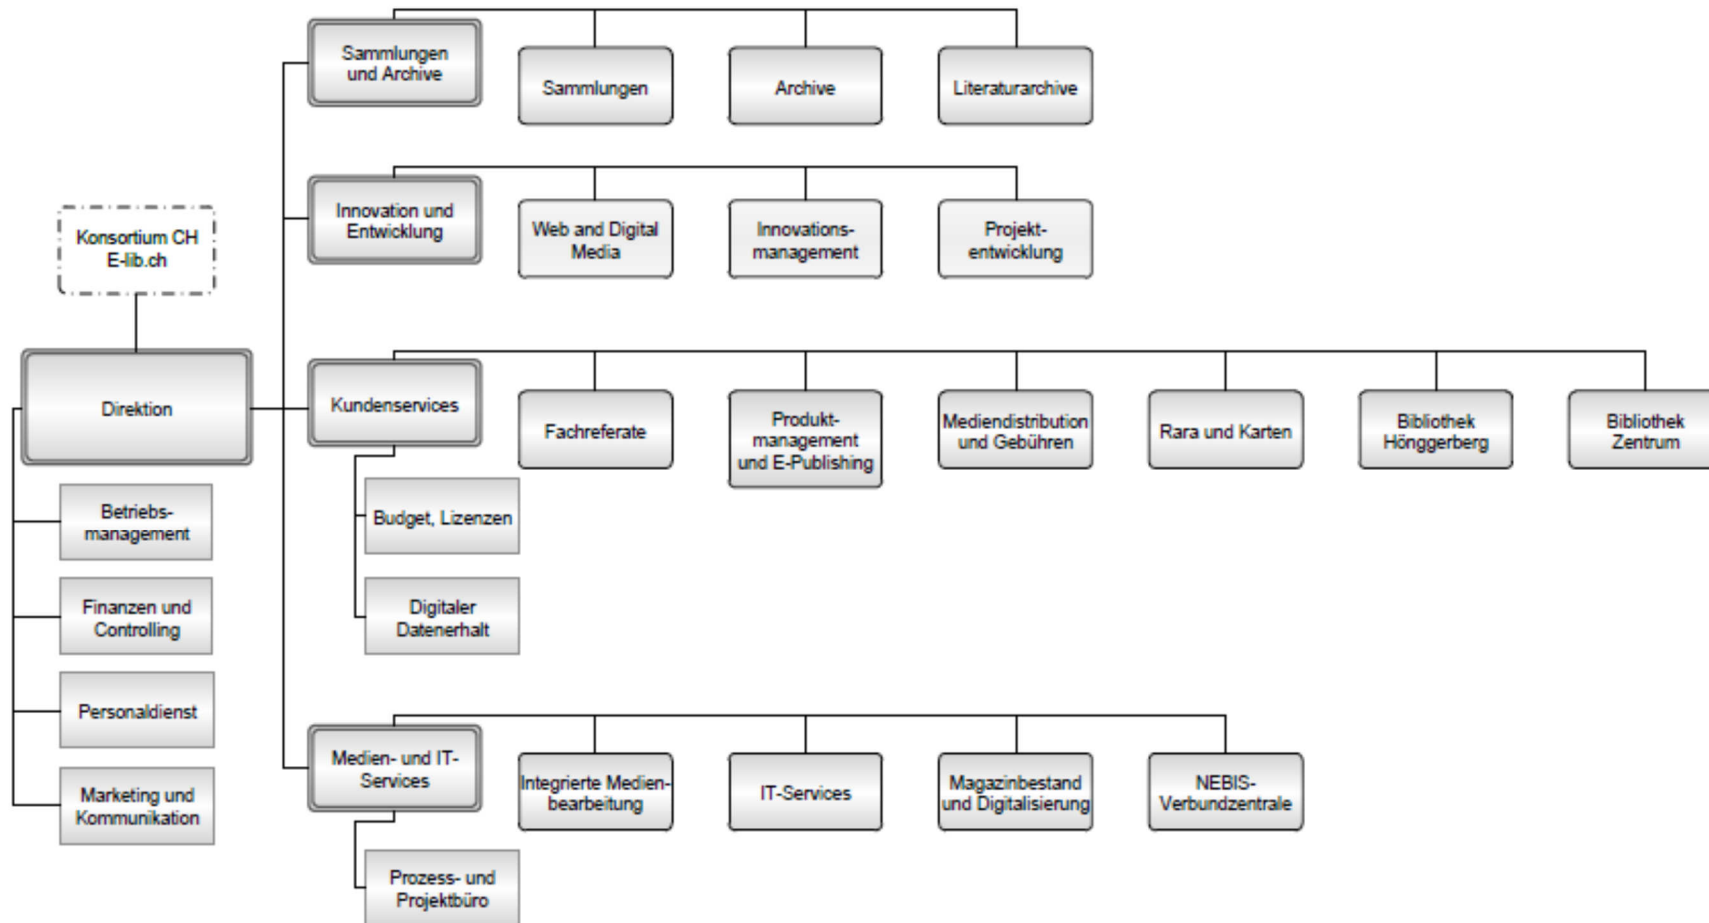 Sammlungen
und Archive
Sammlungen
Archive
Literaturarchive
Innovation und
Entwicklung
Web and Digital
Media
Innovations-
management
Projekt-
entwicklung
Konsortium CH
E-lib.ch
Direktion
Kundenservices
Fachreferate
Produkt-
management
und E-Publishing
Mediendistribution
und Gebühren
Rara und Karten
Bibliothek
Hönggerberg
Bibliothek
Zentrum
Betriebs-
management
Budget, Lizenzen
Finanzen und
Controlling
Digitaler
Datenerhalt
Personaldienst
Marketing und
Kommunikation
Medien- und IT-
Services
Integrierte Medien-
bearbeitung
IT-Services
Magazinbestand
und Digitalisierung
NEBIS-
Verbundzentrale
Prozess- und
Projektbüro